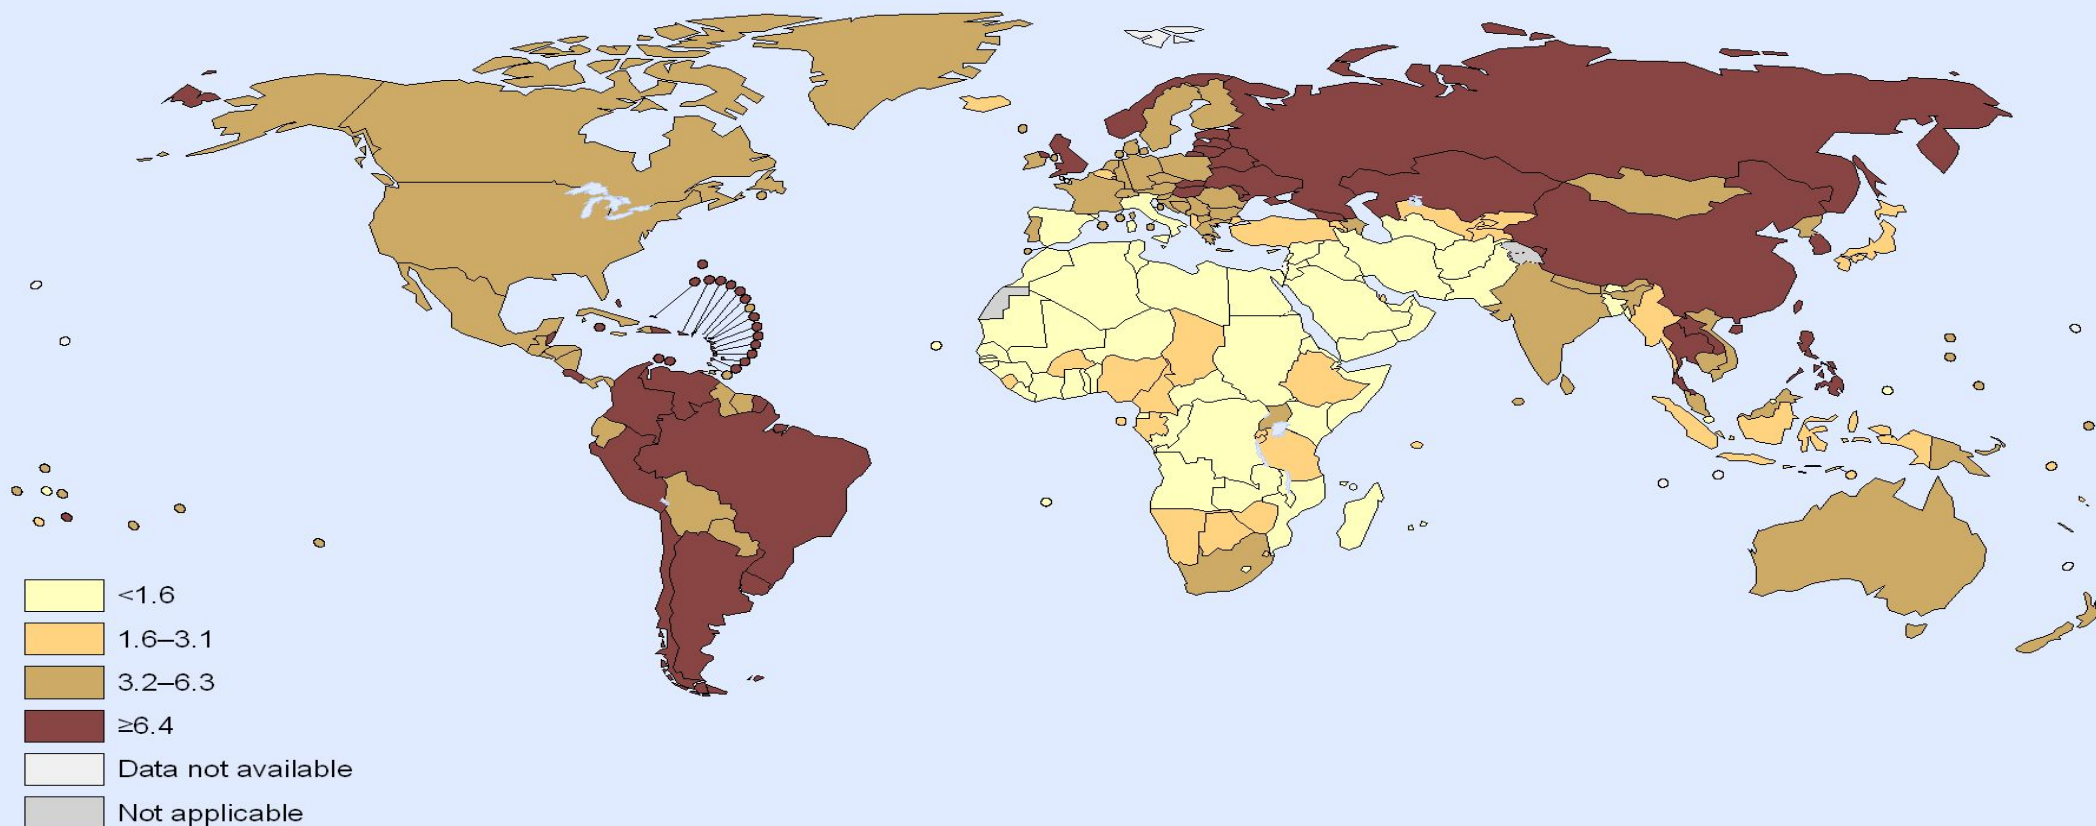 <1.6
1.6–3.1
3.2–6.3
≥6.4
Data not available
Not applicable